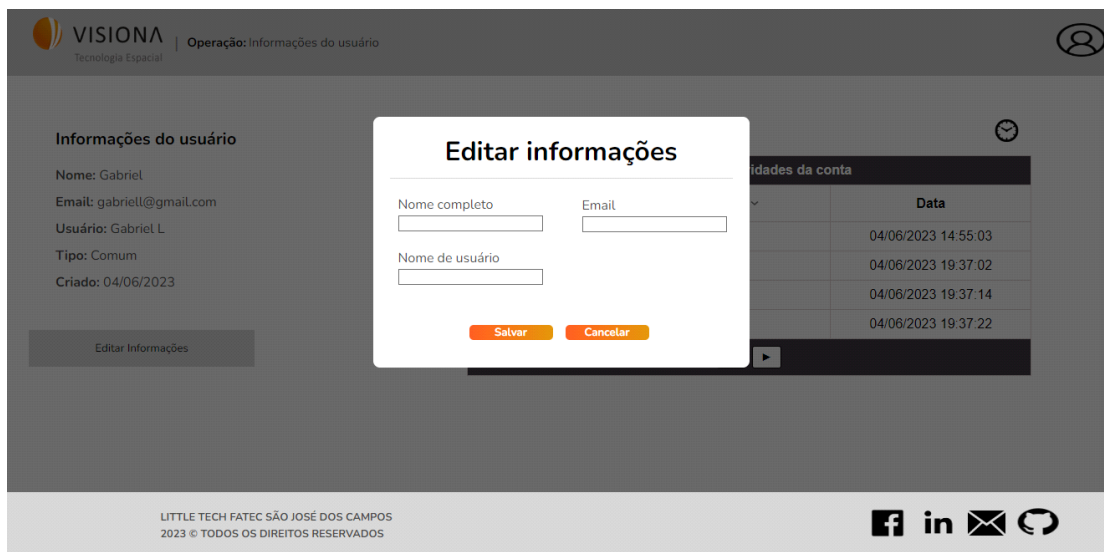 VISIONA
Tecnologia Espacial
Operação: Informações do usuário
Informações do usuário
Nome: Gabriel
Email: gabriell@gmail.com
Usuário: Gabriel L
Tipo: Comum
Criado: 04/06/2023
Editar Informações
Editar informações
Nome completo
Email
Nome de usuário
Salvar
Cancelar
idades da conta
Data
04/06/2023 14:55:03
04/06/2023 19:37:02
04/06/2023 19:37:14
04/06/2023 19:37:22
LITTLE TECH FATEC SÃO JOSÉ DOS CAMPOS
2023 © TODOS OS DIREITOS RESERVADOS